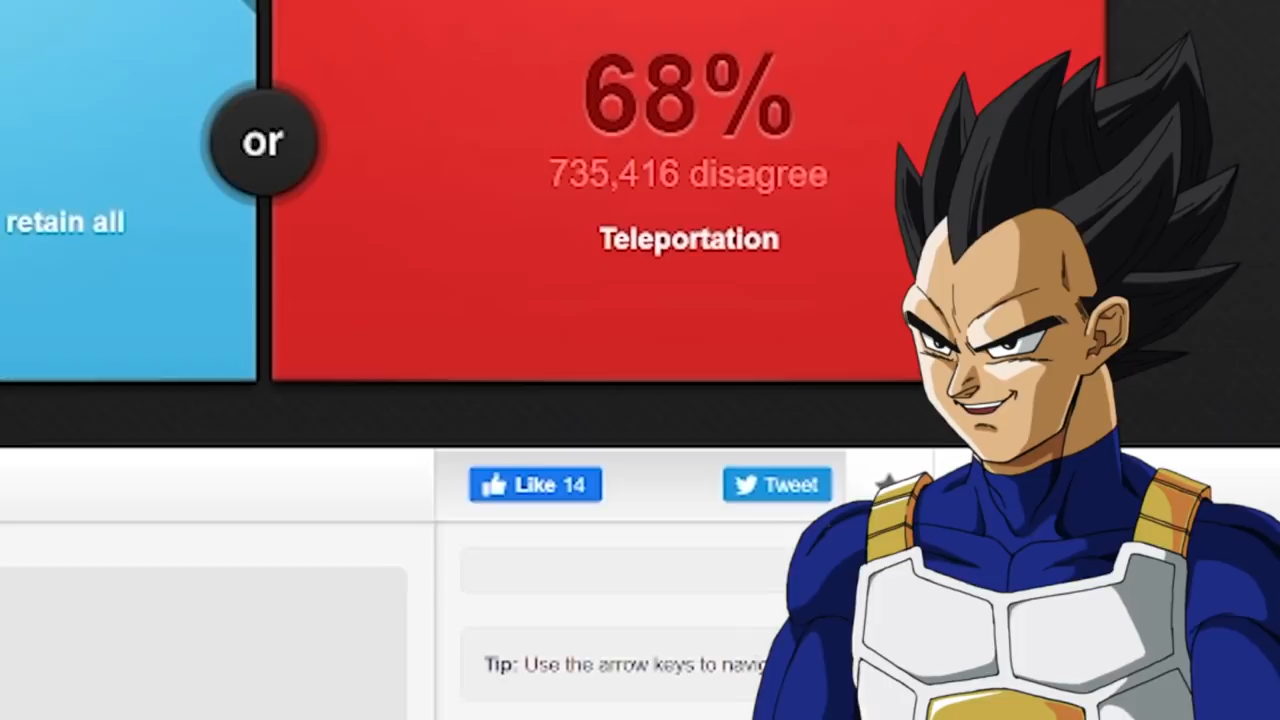 68%
735,416 disagree
or
retain all
Teleportation
Like 14
Tweet
Tip: Use the arrow keys to navig